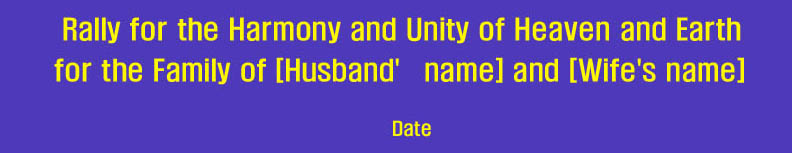 Rally for the Harmony and Unity of Heaven and Earth
for the Family of [Husband' name] and [Wife's name]
Date